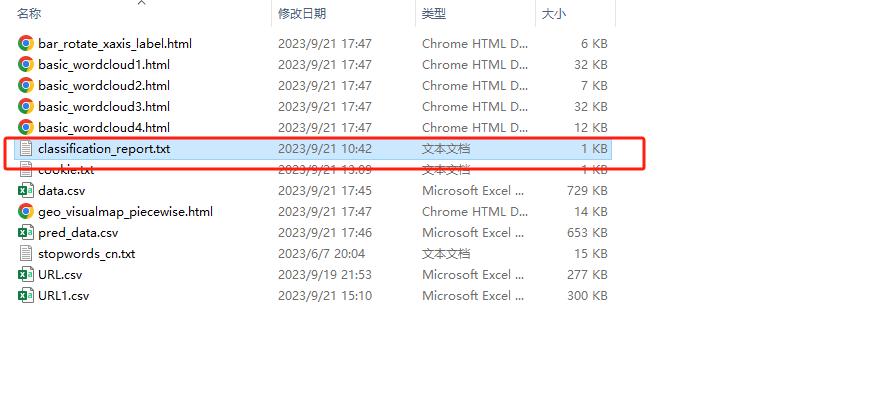 名称 修改日期 类型 大小
bar_rotate_xaxis_label.html 2023/9/21 17:47 Chrome HTML D... 6 KB
basic_wordcloud1.html 2023/9/21 17:47 Chrome HTML D... 32 KB
basic_wordcloud2.html 2023/9/21 17:47 Chrome HTML D... 7 KB
basic_wordcloud3.html 2023/9/21 17:47 Chrome HTML D... 32 KB
basic_wordcloud4.html 2023/9/21 17:47 Chrome HTML D... 12 KB
classification_report.txt 2023/9/21 10:42 文本文档 1 KB
cookie.txt 2023/9/21 13:09 文本文档 1 KB
data.csv 2023/9/21 17:45 Microsoft Excel ... 729 KB
geo_visualmap_piecewise.html 2023/9/21 17:47 Chrome HTML D... 14 KB
pred_data.csv 2023/9/21 17:46 Microsoft Excel ... 653 KB
stopwords_cn.txt 2023/6/7 20:04 文本文档 15 KB
URL.csv 2023/9/19 21:53 Microsoft Excel ... 277 KB
URL1.csv 2023/9/21 15:10 Microsoft Excel ... 300 KB